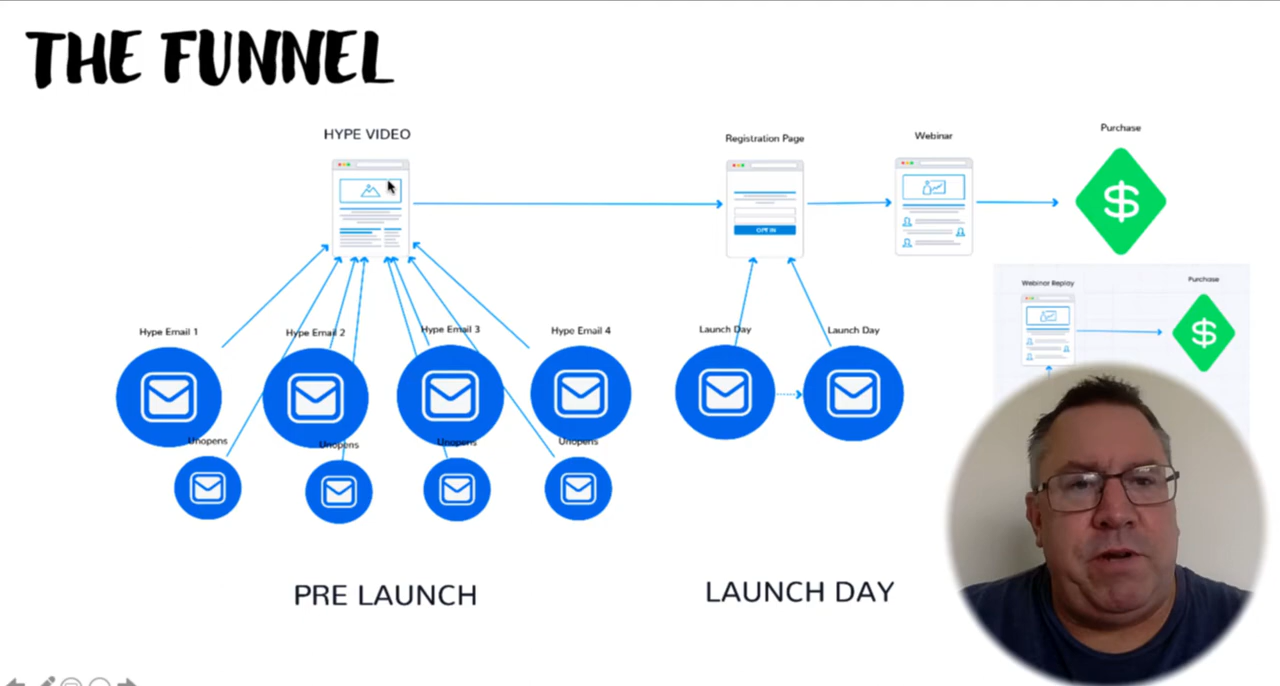 THE FUNNEL
HYPE VIDEO
Registration Page
Webinar
Purchase
OPT IN
$
Webinar Replay
Purchase
$
Hype Email 1
Hype Email 2
Hype Email 3
Hype Email 4
Launch Day
Launch Day
Unopens
Unopens
Unopens
Unopens
PRE LAUNCH
LAUNCH DAY